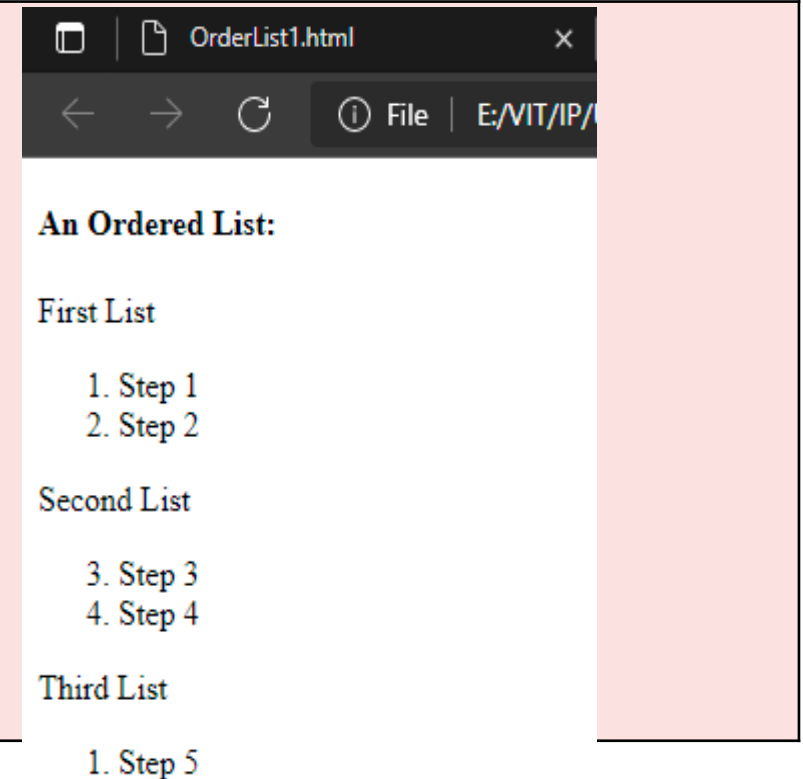 OrderList1.html
File E:/VIT/IP/
An Ordered List:
First List
1. Step 1
2. Step 2
Second List
3. Step 3
4. Step 4
Third List
1. Step 5